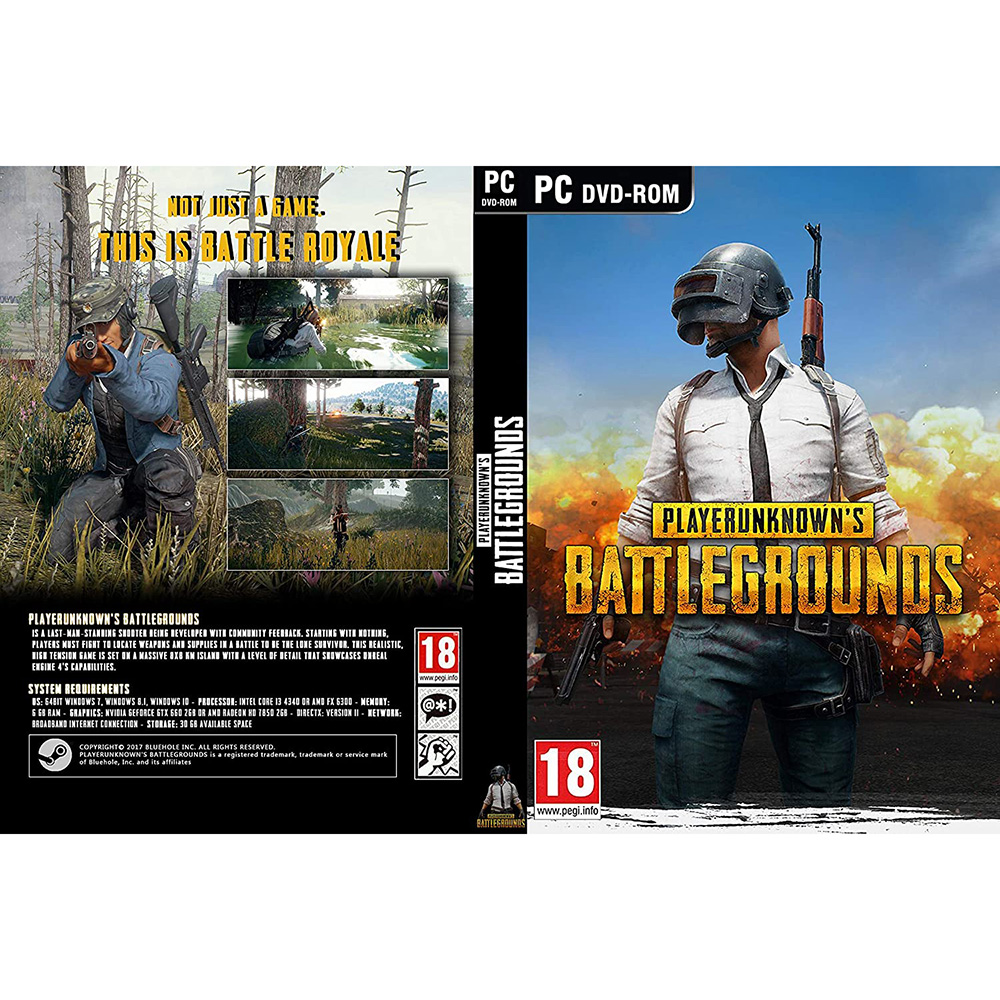 NOT JUST A GAME.
THIS IS BATTLE ROYALE
PLAYERUNKNOWN'S BATTLEGROUNDS
IS A LAST-MAN-STANDING SHOOTER BEING DEVELOPED WITH COMMUNITY FEEDBACK. STARTING WITH NOTHING,
PLAYERS MUST FIGHT TO LOCATE WEAPONS AND SUPPLIES IN A BATTLE TO BE THE LONE SURVIVOR. THIS REALISTIC,
HIGH TENSION GAME IS SET ON A MASSIVE 8X8 KM ISLAND WITH A LEVEL OF DETAIL THAT SHOWCASES UNREAL
ENGINE 4'S CAPABILITIES.
SYSTEM REQUIREMENTS
OS: 64BIT WINDOWS 7, WINDOWS 8.1, WINDOWS 10 - PROCESSOR: INTEL CORE I3 4340 OR AMD FX 6300 - MEMORY:
6 GB RAM - GRAPHICS: NVIDIA GEFORCE GTX 660 2GB OR AMD RADEON HD 7850 2GB - DIRECTX: VERSION 11 - NETWORK:
BROADBAND INTERNET CONNECTION - STORAGE: 30 GB AVAILABLE SPACE
COPYRIGHT© 2017 BLUEHOLE INC. ALL RIGHTS RESERVED.
PLAYERUNKNOWN'S BATTLEGROUNDS is a registered trademark, trademark or service mark
of Bluehole, Inc. and its affiliates
18
www.pegi.info
@*!
PC
DVD-ROM
PLAYERUNKNOWN'S
BATTLEGROUNDS
PLAYERUNKNOWN'S
BATTLEGROUNDS
PC DVD-ROM
PLAYERUNKNOWN'S
BATTLEGROUNDS
18™
www.pegi.info